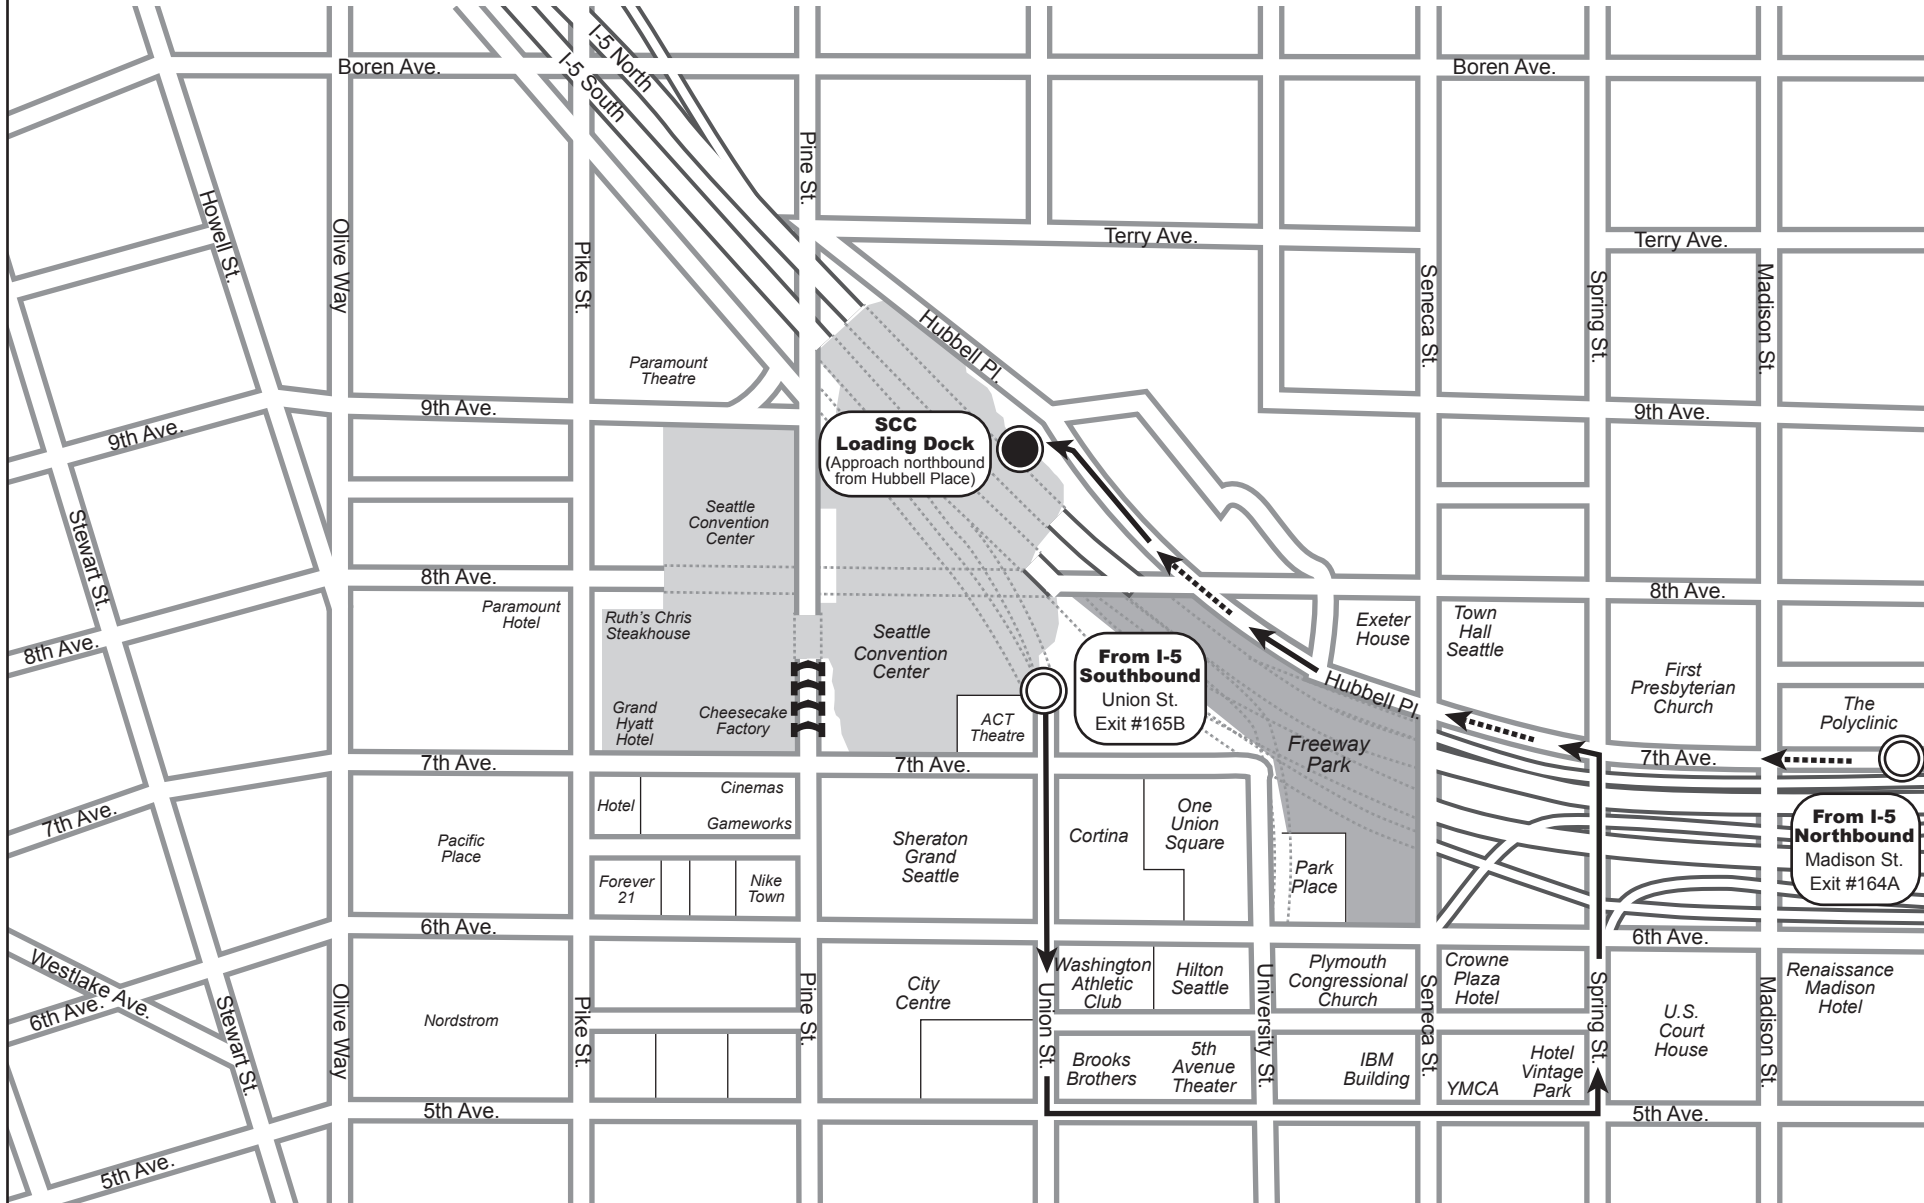 I-5 North
I-5 South
Boren Ave.
Boren Ave.
Pine St.
Howell St.
Olive Way
Pike St.
Terry Ave.
Terry Ave.
Seneca St.
Spring St.
Madison St.
Hubbell Pl.
Paramount
Theatre
9th Ave.
9th Ave.
9th Ave.
SCC
Loading Dock
(Approach northbound
from Hubbell Place)
Stewart St.
Seattle
Convention
Center
8th Ave.
8th Ave.
8th Ave.
Paramount
Hotel
Ruth's Chris
Steakhouse
Seattle
Convention
Center
Exeter
House
Town
Hall
Seattle
From I-5
Southbound
Union St.
Exit #165B
Hubbell Pl.
First
Presbyterian
Church
The
Polyclinic
Grand
Hyatt
Hotel
Cheesecake
Factory
ACT
Theatre
Freeway
Park
7th Ave.
7th Ave.
7th Ave.
7th Ave.
Hotel
Cinemas
Gameworks
Pacific
Place
Sheraton
Grand
Seattle
Cortina
One
Union
Square
Park
Place
From I-5
Northbound
Madison St.
Exit #164A
Forever
21
Nike
Town
6th Ave.
6th Ave.
Westlake Ave.
6th Ave.
Stewart St.
Olive Way
Nordstrom
Pike St.
Pine St.
City
Centre
Union St.
Washington
Athletic
Club
Hilton
Seattle
University St.
Plymouth
Congressional
Church
Seneca St.
Crowne
Plaza
Hotel
Spring St.
U.S.
Court
House
Madison St.
Renaissance
Madison
Hotel
Brooks
Brothers
5th
Avenue
Theater
IBM
Building
YMCA
Hotel
Vintage
Park
5th Ave.
5th Ave.
5th Ave.